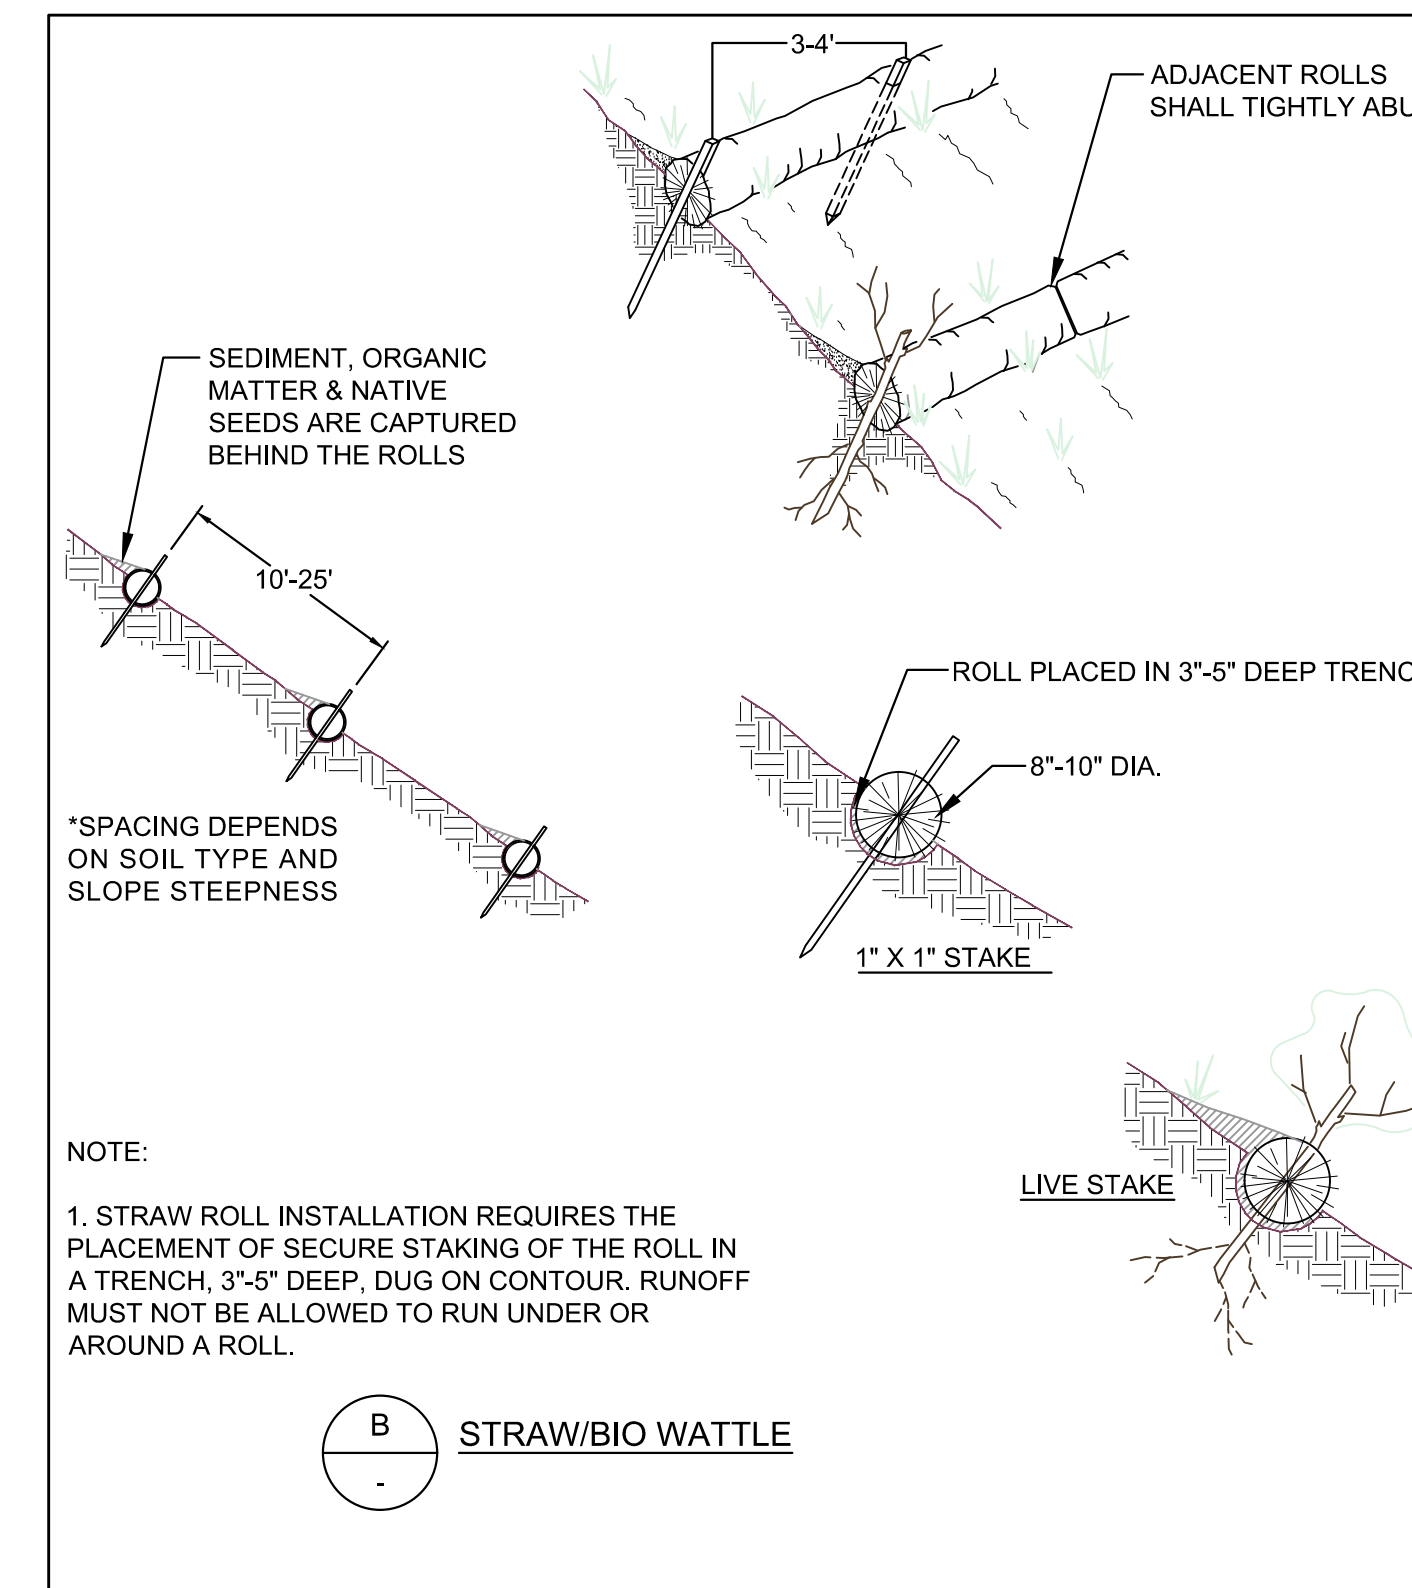 3-4'
ADJACENT ROLLS
SHALL TIGHTLY ABU
SEDIMENT, ORGANIC
MATTER & NATIVE
SEEDS ARE CAPTURED
BEHIND THE ROLLS
10'-25'
*SPACING DEPENDS
ON SOIL TYPE AND
SLOPE STEEPNESS
ROLL PLACED IN 3"-5" DEEP TRENC
8"-10" DIA.
1" X 1" STAKE
LIVE STAKE
NOTE:
1. STRAW ROLL INSTALLATION REQUIRES THE
PLACEMENT OF SECURE STAKING OF THE ROLL IN
A TRENCH, 3"-5" DEEP, DUG ON CONTOUR. RUNOFF
MUST NOT BE ALLOWED TO RUN UNDER OR
AROUND A ROLL.
B
-
STRAW/BIO WATTLE